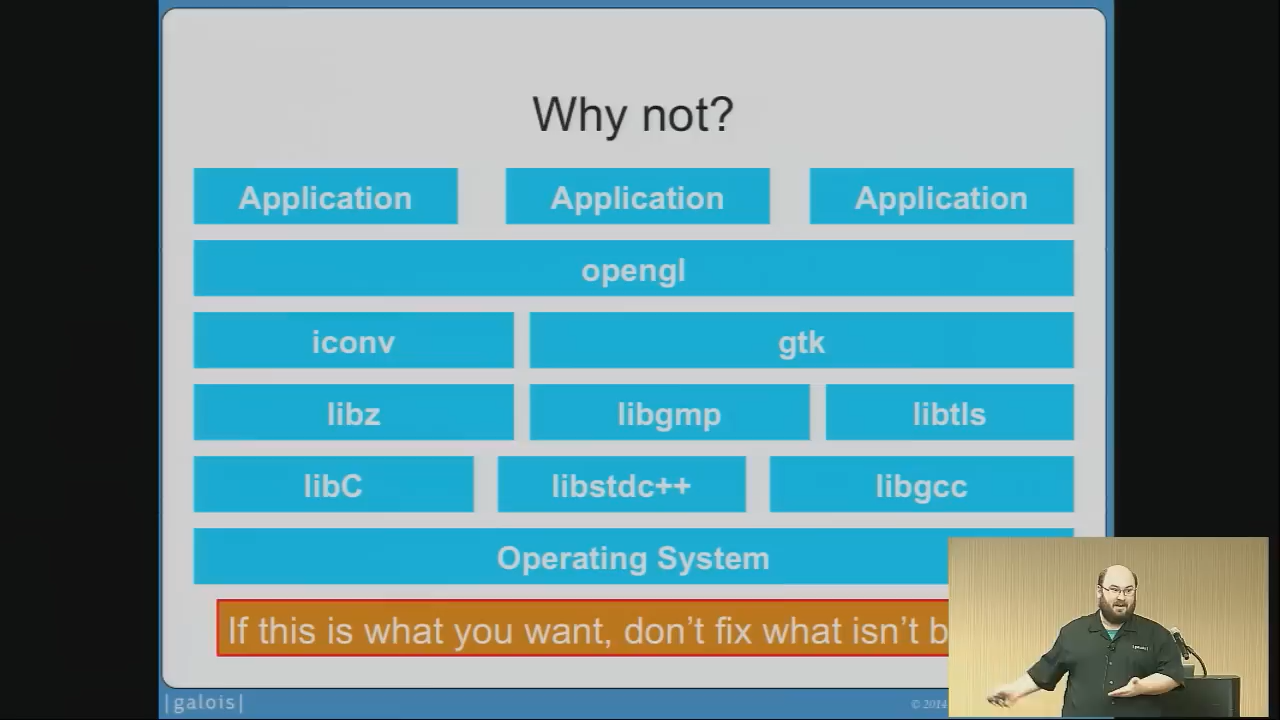 Why not?
Application Application Application
opengl
iconv gtk
libz libgmp libtls
libC libstdc++ libgcc
Operating System
If this is what you want, don't fix what isn't b
|galois|
© 2014